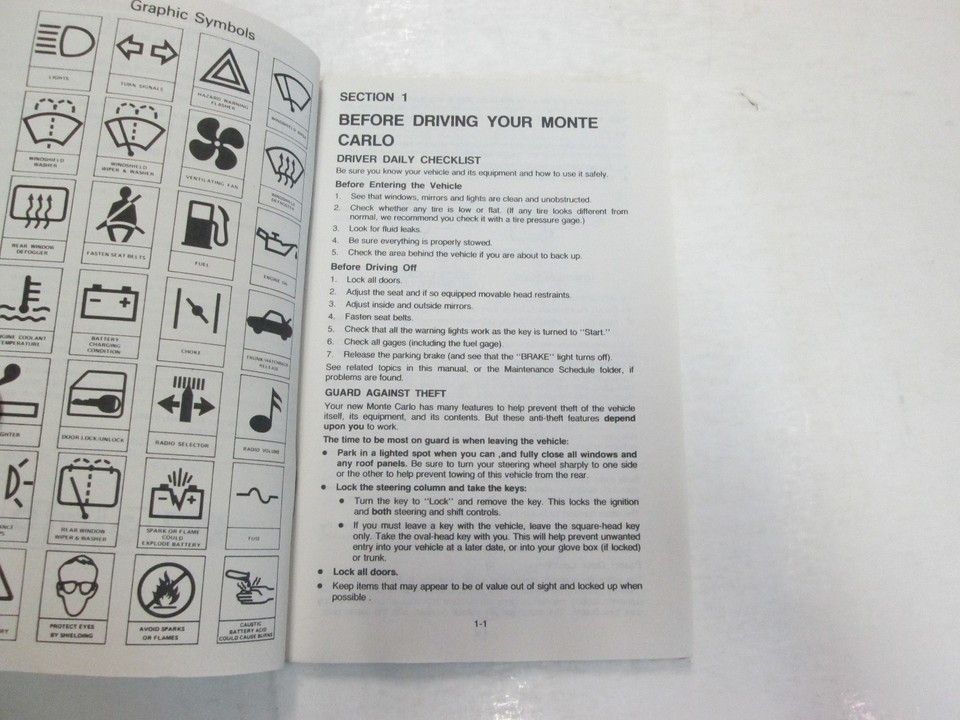 Graphic Symbols
LIGHTS
TURN SIGNALS
HAZARD WARNING
FLASHER
WINDSHIELD
WASHER
WINDSHIELD
WIPER & WASHER
VENTILATING FAN
WINDSHIELD
REAR WINDOW
DEFOGGER
FASTEN SEAT BELTS
FUEL
ENGINE OIL
COOLANT
TEMPERATURE
BATTERY
CHARGING
CONDITION
CHOKE
RELEASE
DOOR LOCK/UNLOCK
RADIO SELECTOR
RADIO VOLUME
REAR WINDOW
WIPER & WASHER
SPARK OR FLAME
COULD
EXPLODE BATTERY
FUSE
PROTECT EYES
BY SHIELDING
AVOID SPARKS
OR FLAMES
CAUSTIC
BATTERY ACID
COULD CAUSE BURNS
SECTION 1
BEFORE DRIVING YOUR MONTE
CARLO
DRIVER DAILY CHECKLIST
Be sure you know your vehicle and its equipment and how to use it safely.
Before Entering the Vehicle
1. See that windows, mirrors and lights are clean and unobstructed.
2. Check whether any tire is low or flat. (If any tire looks different from
normal, we recommend you check it with a tire pressure gage.)
3. Look for fluid leaks.
4. Be sure everything is properly stowed.
5. Check the area behind the vehicle if you are about to back up.
Before Driving Off
1. Lock all doors.
2. Adjust the seat and if so equipped movable head restraints.
3. Adjust inside and outside mirrors.
4. Fasten seat belts.
5. Check that all the warning lights work as the key is turned to "Start."
6. Check all gages (including the fuel gage).
7. Release the parking brake (and see that the "BRAKE" light turns off).
See related topics in this manual, or the Maintenance Schedule folder, if
problems are found.
GUARD AGAINST THEFT
Your new Monte Carlo has many features to help prevent theft of the vehicle
itself, its equipment, and its contents. But these anti-theft features depend
upon you to work.
The time to be most on guard is when leaving the vehicle:
• Park in a lighted spot when you can ,and fully close all windows and
any roof panels. Be sure to turn your steering wheel sharply to one side
or the other to help prevent towing of this vehicle from the rear.
• Lock the steering column and take the keys:
• Turn the key to "Lock" and remove the key. This locks the ignition
and both steering and shift controls.
• If you must leave a key with the vehicle, leave the square-head key
only. Take the oval-head key with you. This will help prevent unwanted
entry into your vehicle at a later date, or into your glove box (if locked)
or trunk.
• Lock all doors.
• Keep items that may appear to be of value out of sight and locked up when
possible .
1-1